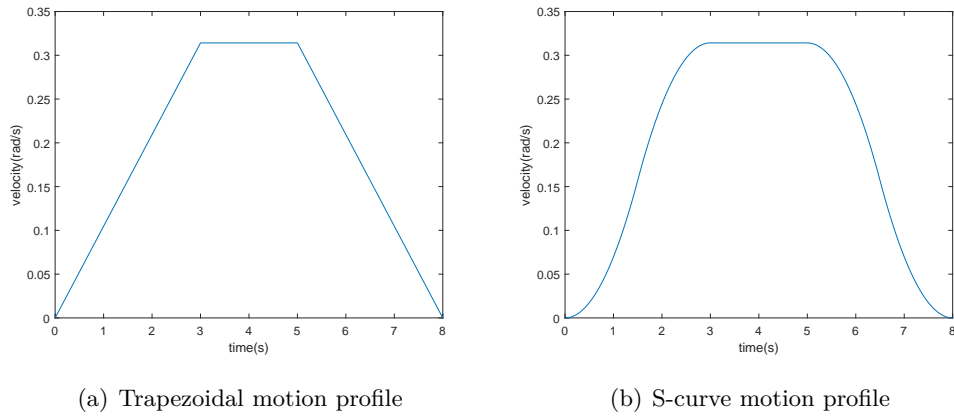 0.35
0.3
0.25
0.2
0.15
0.1
0.05
0
velocity(rad/s)
0 1 2 3 4 5 6 7 8
time(s)
(a) Trapezoidal motion profile
0.35
0.3
0.25
0.2
0.15
0.1
0.05
0
velocity(rad/s)
0 1 2 3 4 5 6 7 8
time(s)
(b) S-curve motion profile